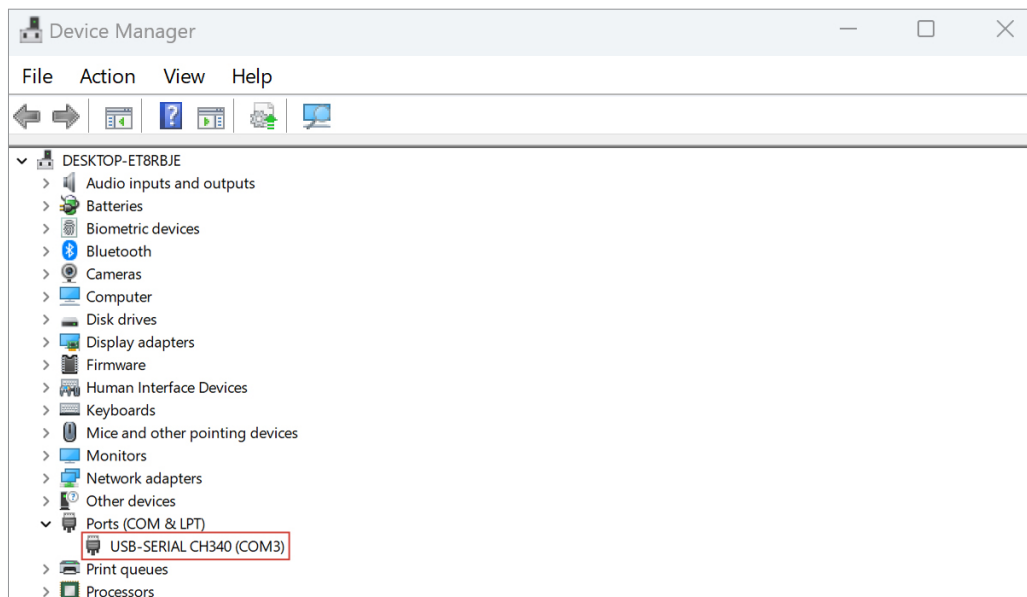 Device Manager
File Action View Help
DESKTOP-ET8RBJE
Audio inputs and outputs
Batteries
Biometric devices
Bluetooth
Cameras
Computer
Disk drives
Display adapters
Firmware
Human Interface Devices
Keyboards
Mice and other pointing devices
Monitors
Network adapters
Other devices
Ports (COM & LPT)
USB-SERIAL CH340 (COM3)
Print queues
Processors